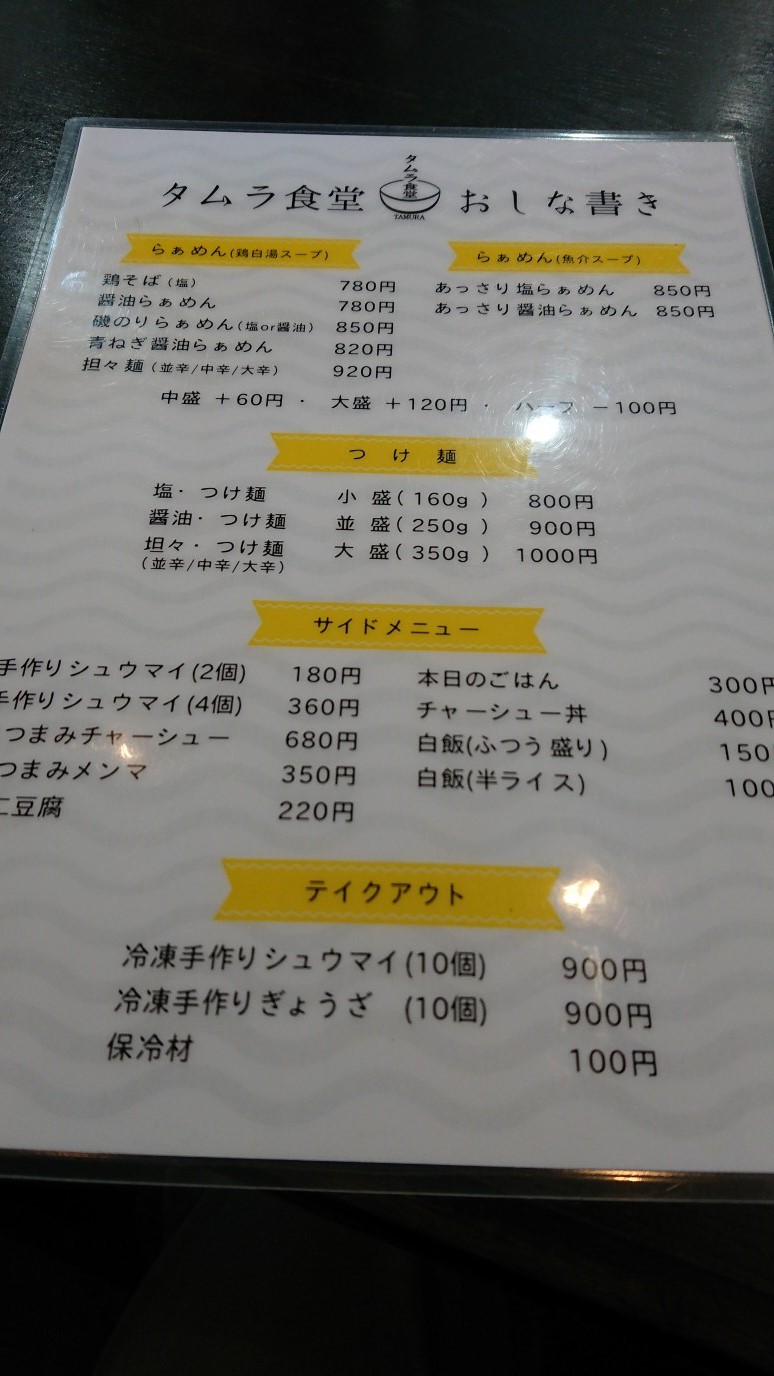 タムラ食堂 タムラ食堂 TAMURA おしな書き
らぁめん(鶏白湯スープ)
鶏そば(塩) 780円
醤油らぁめん 780円
磯のりらぁめん(塩or醤油) 850円
青ねぎ醤油らぁめん 820円
担々麺(並辛/中辛/大辛) 920円
らぁめん(魚介スープ)
あっさり塩らぁめん 850円
あっさり醤油らぁめん 850円
中盛 +60円 ・ 大盛 +120円 ・ ハーフ -100円
つけ麺
塩・つけ麺 小盛(160g) 800円
醤油・つけ麺 並盛(250g) 900円
坦々・つけ麺 大盛(350g) 1000円
(並辛/中辛/大辛)
サイドメニュー
手作りシュウマイ(2個) 180円
手作りシュウマイ(4個) 360円
つまみチャーシュー 680円
つまみメンマ 350円
豆腐 220円
本日のごはん 300円
チャーシュー丼 400円
白飯(ふつう盛り) 150
白飯(半ライス) 100
テイクアウト
冷凍手作りシュウマイ(10個) 900円
冷凍手作りぎょうざ (10個) 900円
保冷材 100円